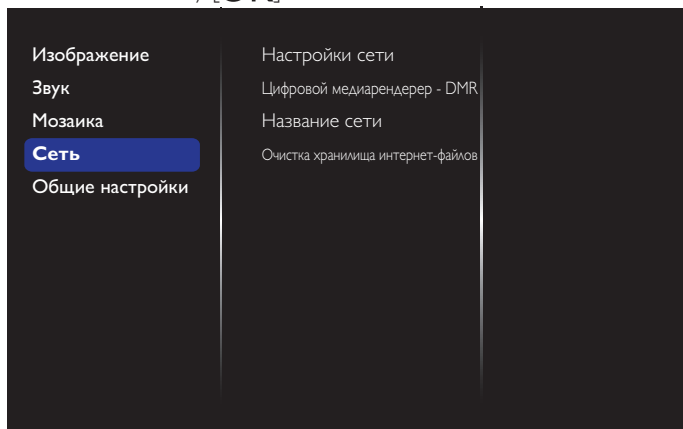 Изображение
Звук
Мозаика
Сеть
Общие настройки
Настройки сети
Цифровой медиарендерер - DMR
Название сети
Очистка хранилища интернет-файлов